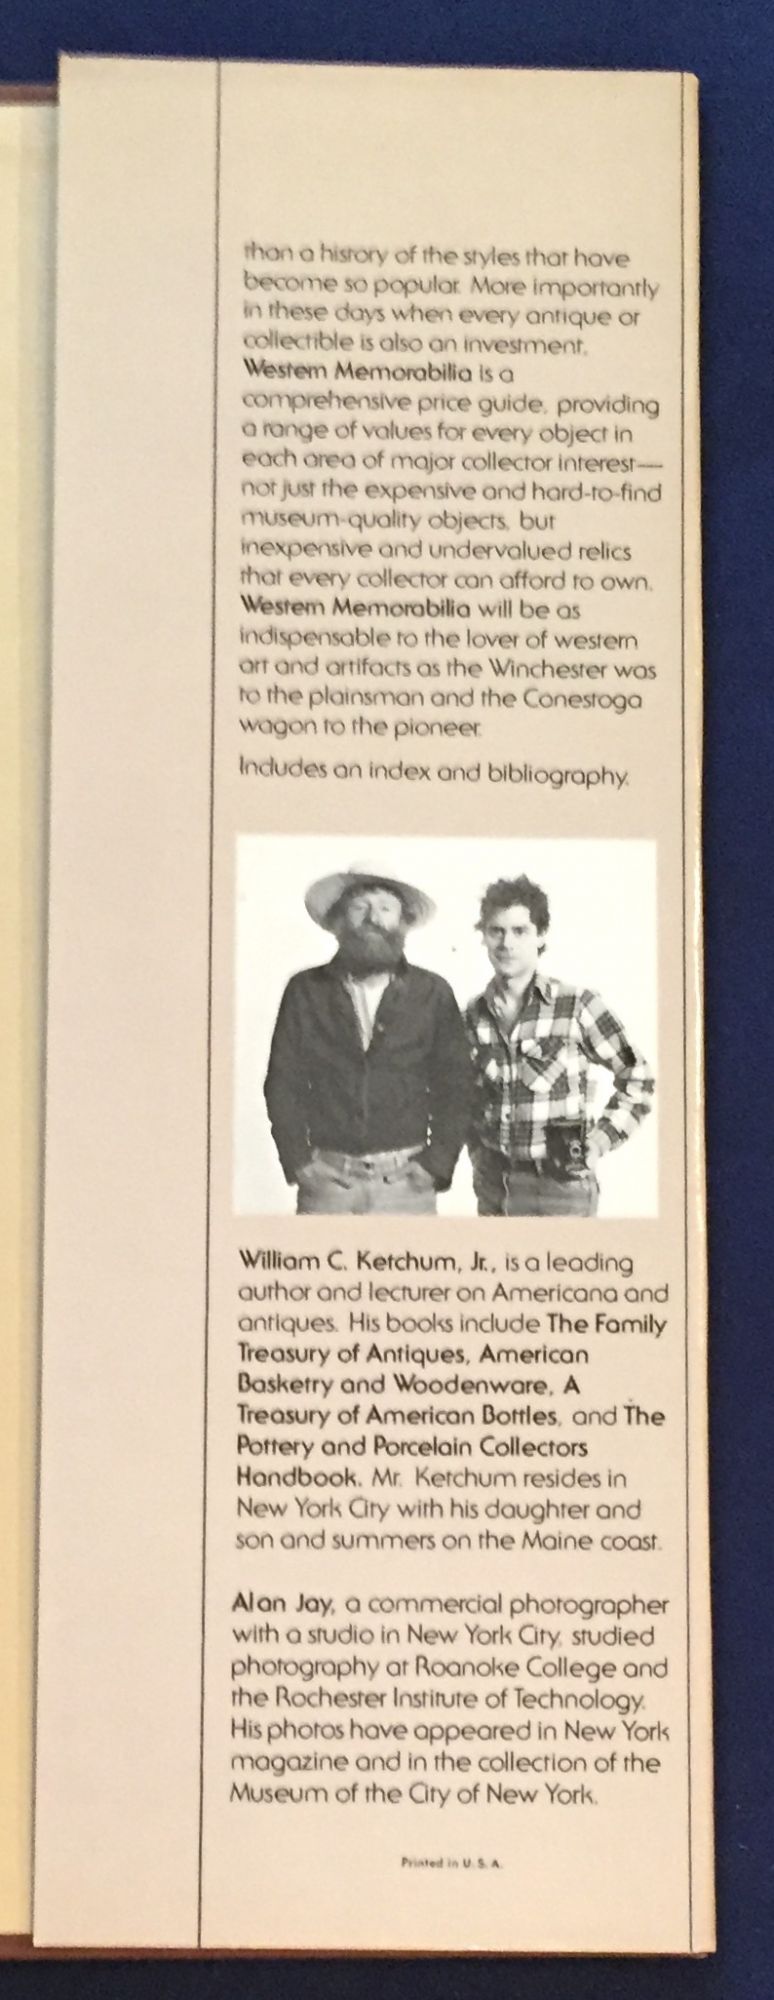 than a history of the styles that have
become so popular. More importantly
in these days when every antique or
collectible is also an investment,
Western Memorabilia is a
comprehensive price guide, providing
a range of values for every object in
each area of major collector interest—
not just the expensive and hard-to-find
museum-quality objects, but
inexpensive and undervalued relics
that every collector can afford to own.
Western Memorabilia will be as
indispensable to the lover of western
art and artifacts as the Winchester was
to the plainsman and the Conestoga
wagon to the pioneer.
Includes an index and bibliography.
William C. Ketchum, Jr., is a leading
author and lecturer on Americana and
antiques. His books include The Family
Treasury of Antiques, American
Basketry and Woodenware, A
Treasury of American Bottles, and The
Pottery and Porcelain Collectors
Handbook. Mr. Ketchum resides in
New York City with his daughter and
son and summers on the Maine coast.
Alan Jay, a commercial photographer
with a studio in New York City, studied
photography at Roanoke College and
the Rochester Institute of Technology.
His photos have appeared in New York
magazine and in the collection of the
Museum of the City of New York.
Printed in U. S. A.